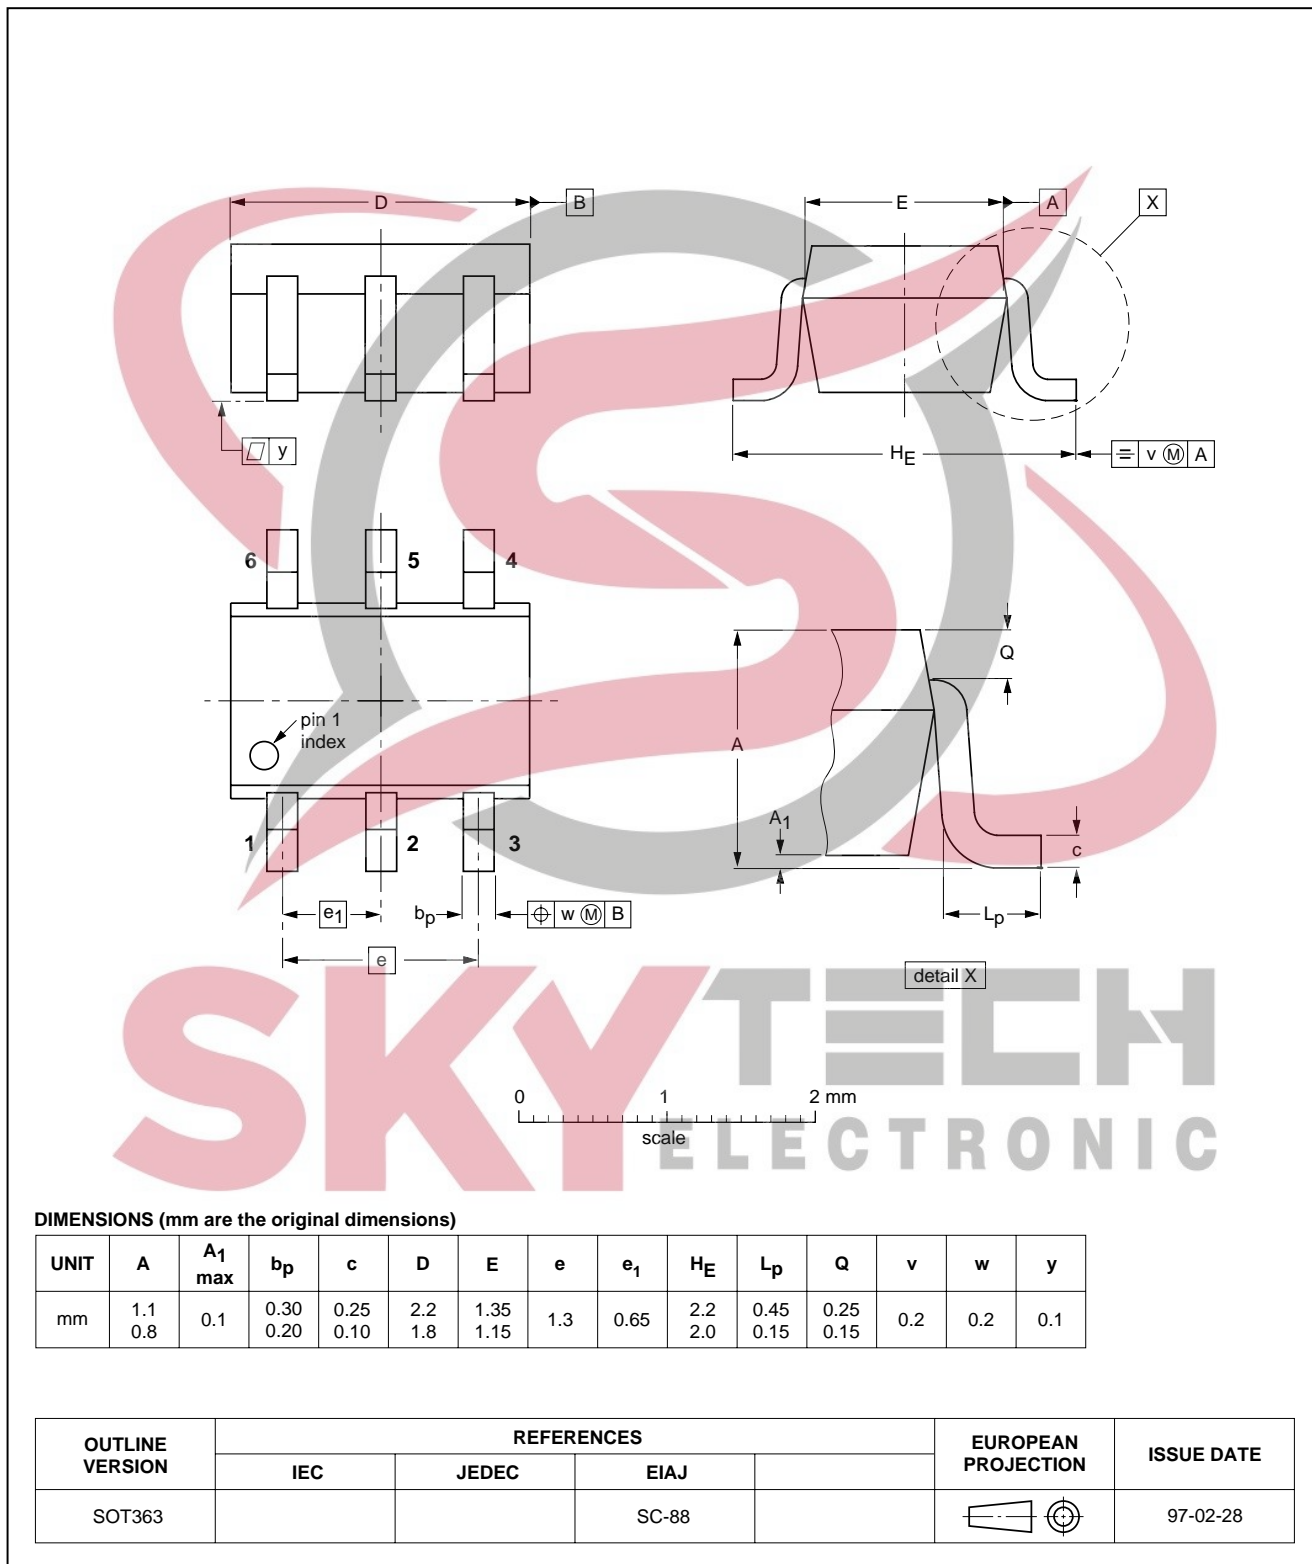 D B E A X
y HE v M A
6 5 4
pin 1
index
1 2 3
e1 bp w M B
e
A Q
A1 c
Lp
detail X
SKYTECH
ELECTRONIC
0 1 2 mm
scale
DIMENSIONS (mm are the original dimensions)
UNIT A A1 max bp c D E e e1 HE Lp Q v w y
mm 1.1 0.8 0.1 0.30 0.20 0.25 0.10 2.2 1.8 1.35 1.15 1.3 0.65 2.2 2.0 0.45 0.15 0.25 0.15 0.2 0.2 0.1
OUTLINE VERSION REFERENCES EUROPEAN PROJECTION ISSUE DATE
IEC JEDEC EIAJ
SOT363 SC-88 97-02-28